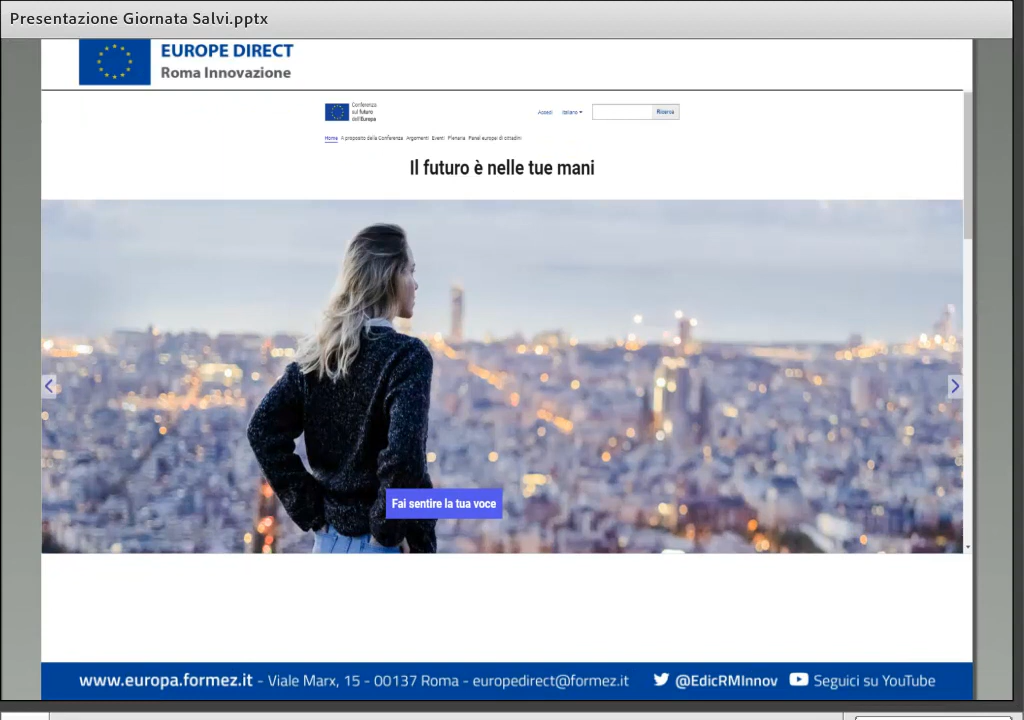 Presentazione Giornata Salvi.pptx
EUROPE DIRECT
Roma Innovazione
Conferenza
sul futuro
dell'Europa
Accedi Italiano Ricerca
Home A proposito della Conferenza Argomenti Eventi Plenaria Panel europei di cittadini
Il futuro è nelle tue mani
Fai sentire la tua voce
www.europa.formez.it - Viale Marx, 15 - 00137 Roma - europedirect@formez.it @EdicRMInnov Seguici su YouTube